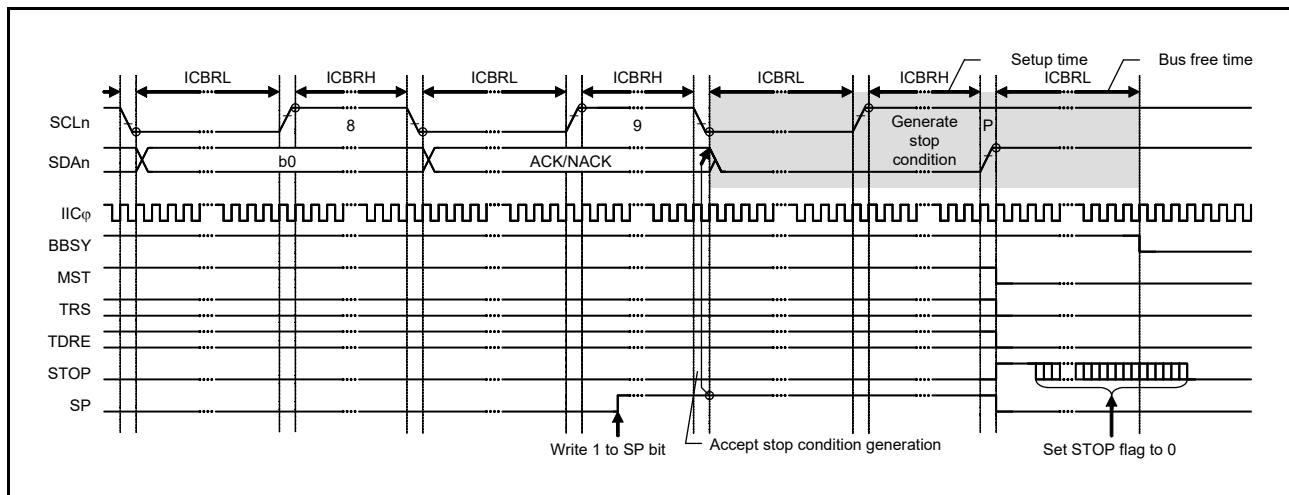 Setup time
Bus free time
ICBRL ICBRH ICBRL ICBRH ICBRL ICBRH ICBRL
SCLn 8 9 Generate stop condition P
SDAn b0 ACK/NACK
IICφ
BBSY
MST
TRS
TDRE
STOP
SP
Write 1 to SP bit
Accept stop condition generation
Set STOP flag to 0